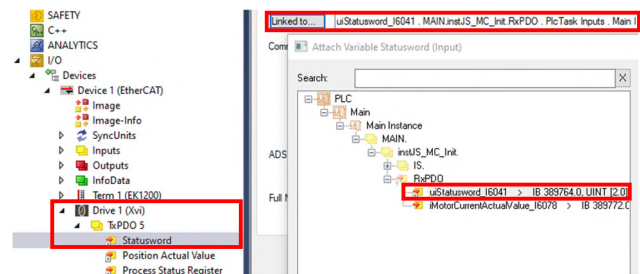 SAFETY
C++
ANALYTICS
I/O
Devices
Device 1 (EtherCAT)
Image
Image-Info
SyncUnits
Inputs
Outputs
InfoData
Term 1 (EK1200)
Drive 1 (Xvi)
TxPDO 5
Statusword
Position Actual Value
Process Status Register
Linked to...
uiStatusword_I6041 . MAIN.instJS_MC_Init.RxPDO . PlcTask Inputs . Main I
Com
ADS
Full N
Attach Variable Statusword (Input)
Search:
X
PLC
Main
Main Instance
MAIN.
instJS_MC_Init.
IS.
RxPDO
uiStatusword_I6041 > IB 389764.0, UINT [2.0]
iMotorCurrentActualValue_I6078 > IB 389772.0